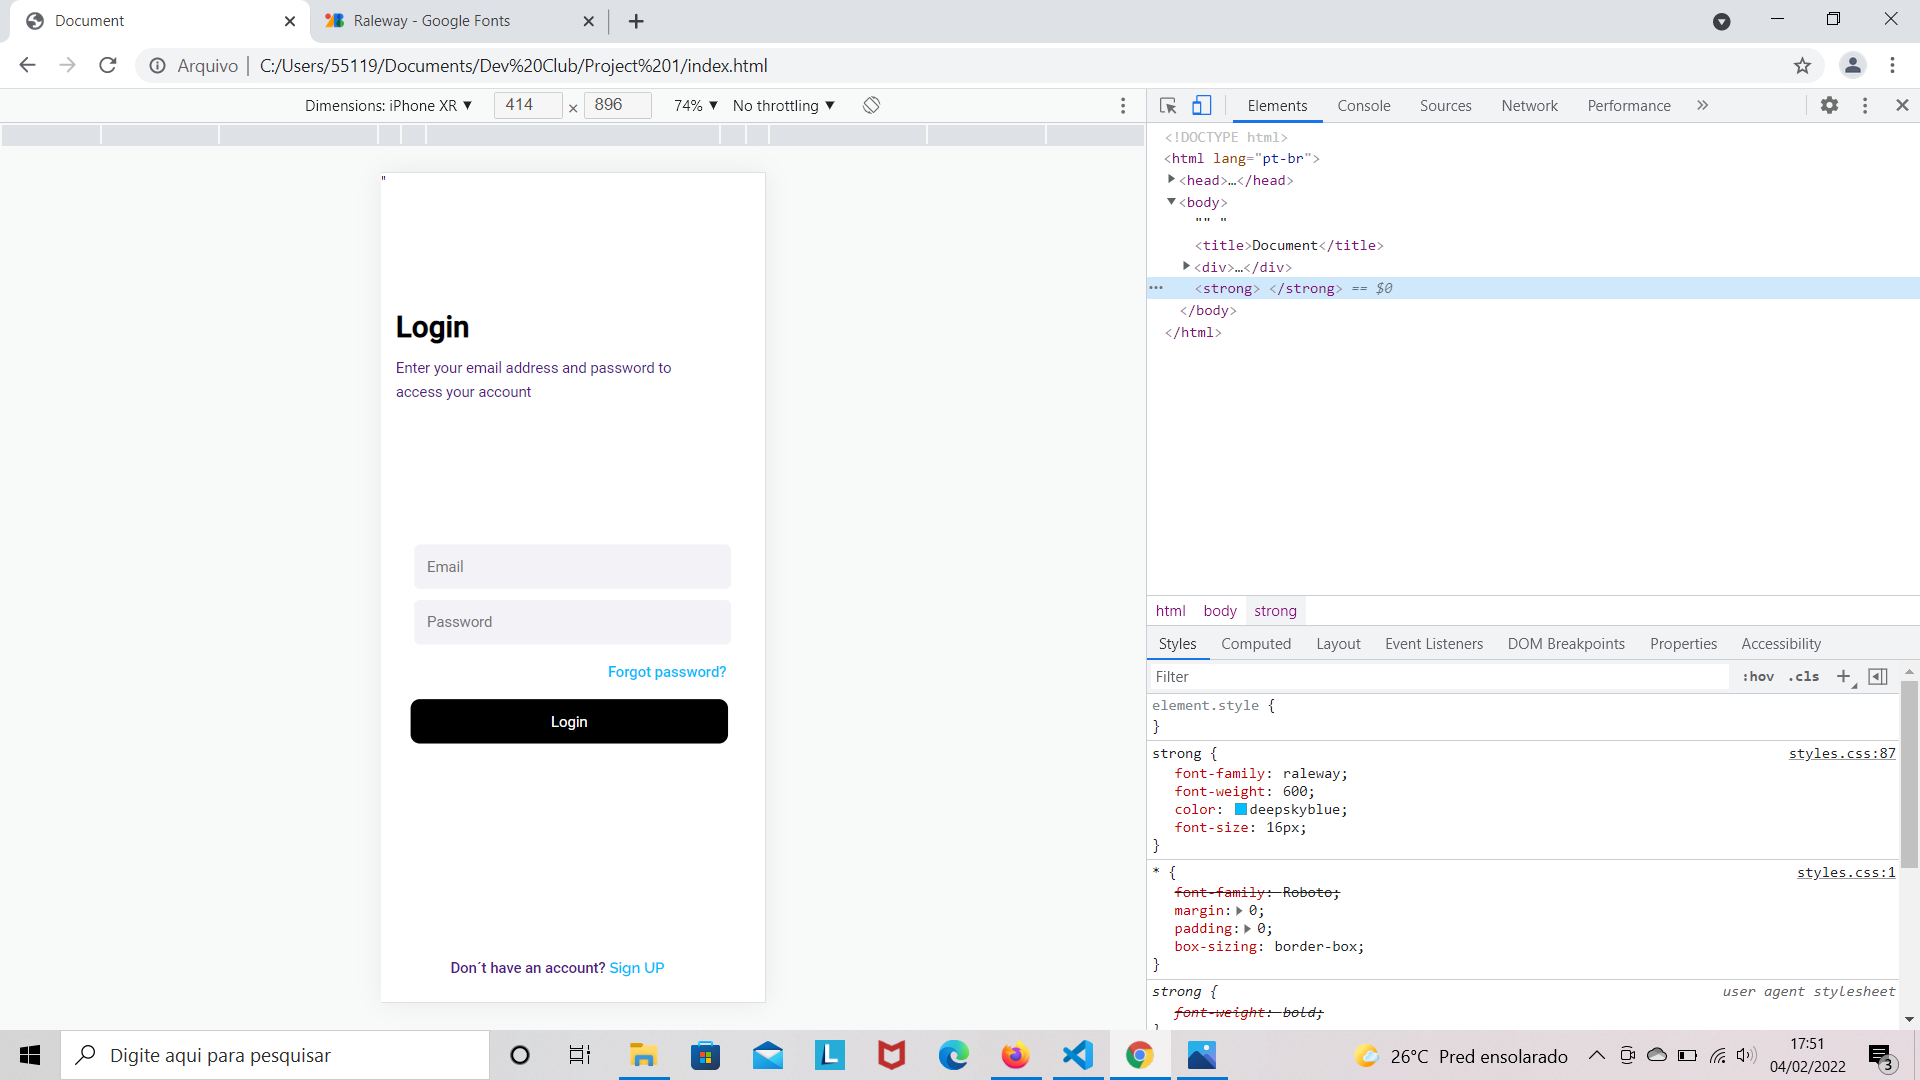 Document
Raleway - Google Fonts
Arquivo | C:/Users/55119/Documents/Dev%20Club/Project%201/index.html
Dimensions: iPhone XR ▼ 414 × 896 74% ▼ No throttling ▼
"
Login
Enter your email address and password to
access your account
Email
Password
Forgot password?
Login
Don´t have an account? Sign UP
Elements Console Sources Network Performance »
<!DOCTYPE html>
<html lang="pt-br">
<head>…</head>
<body>
"" "
<title>Document</title>
<div>…</div>
<strong> </strong> == $0
</body>
</html>
html body strong
Styles Computed Layout Event Listeners DOM Breakpoints Properties Accessibility
Filter :hov .cls +
element.style {
}
strong { styles.css:87
font-family: raleway;
font-weight: 600;
color: deepskyblue;
font-size: 16px;
}
* { styles.css:1
font-family: Roboto;
margin: 0;
padding: 0;
box-sizing: border-box;
}
strong { user agent stylesheet
font-weight: bold;
}
Digite aqui para pesquisar
L
26°C Pred ensolarado
17:51
04/02/2022
3